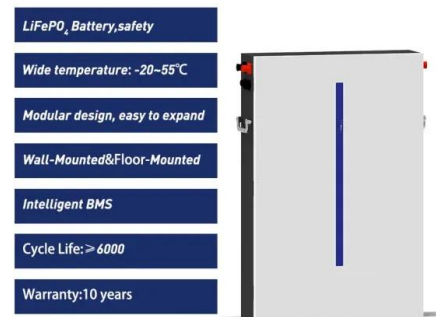 LiFePO₄ Battery,safety
Wide temperature: -20~55℃
Modular design, easy to expand
Wall-Mounted&Floor-Mounted
Intelligent BMS
Cycle Life:≥6000
Warranty:10 years